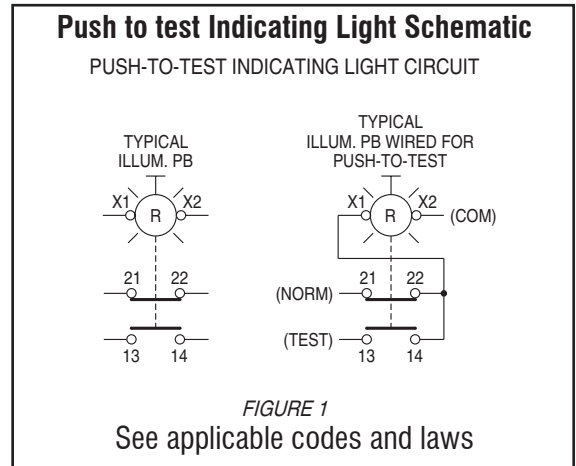 Push to test Indicating Light Schematic
PUSH-TO-TEST INDICATING LIGHT CIRCUIT
TYPICAL
ILLUM. PB
X1 R X2
21 22
13 14
TYPICAL
ILLUM. PB WIRED FOR
PUSH-TO-TEST
X1 R X2 (COM)
(NORM) 21 22
(TEST)
13 14
FIGURE 1
See applicable codes and laws